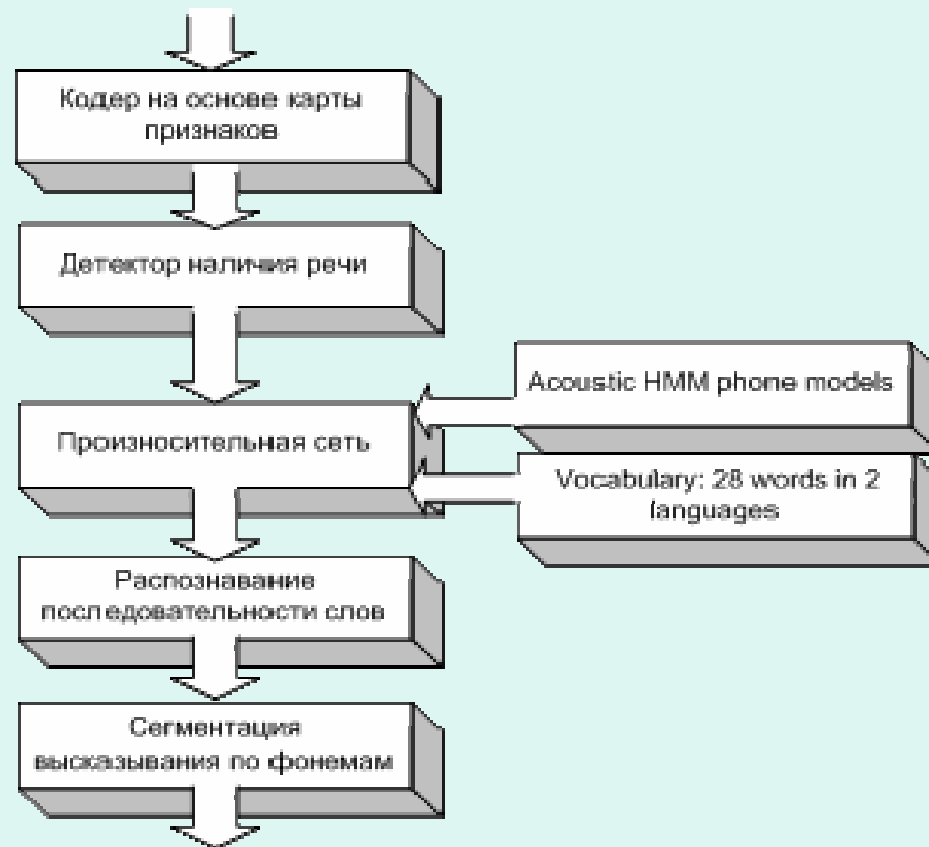 Кодер на основе карты
признаков
Детектор наличия речи
Произносительная сеть
Acoustic HMM phone models
Vocabulary: 28 words in 2
languages
Распознавание
последовательности слов
Сегментация
высказывания по фонемам